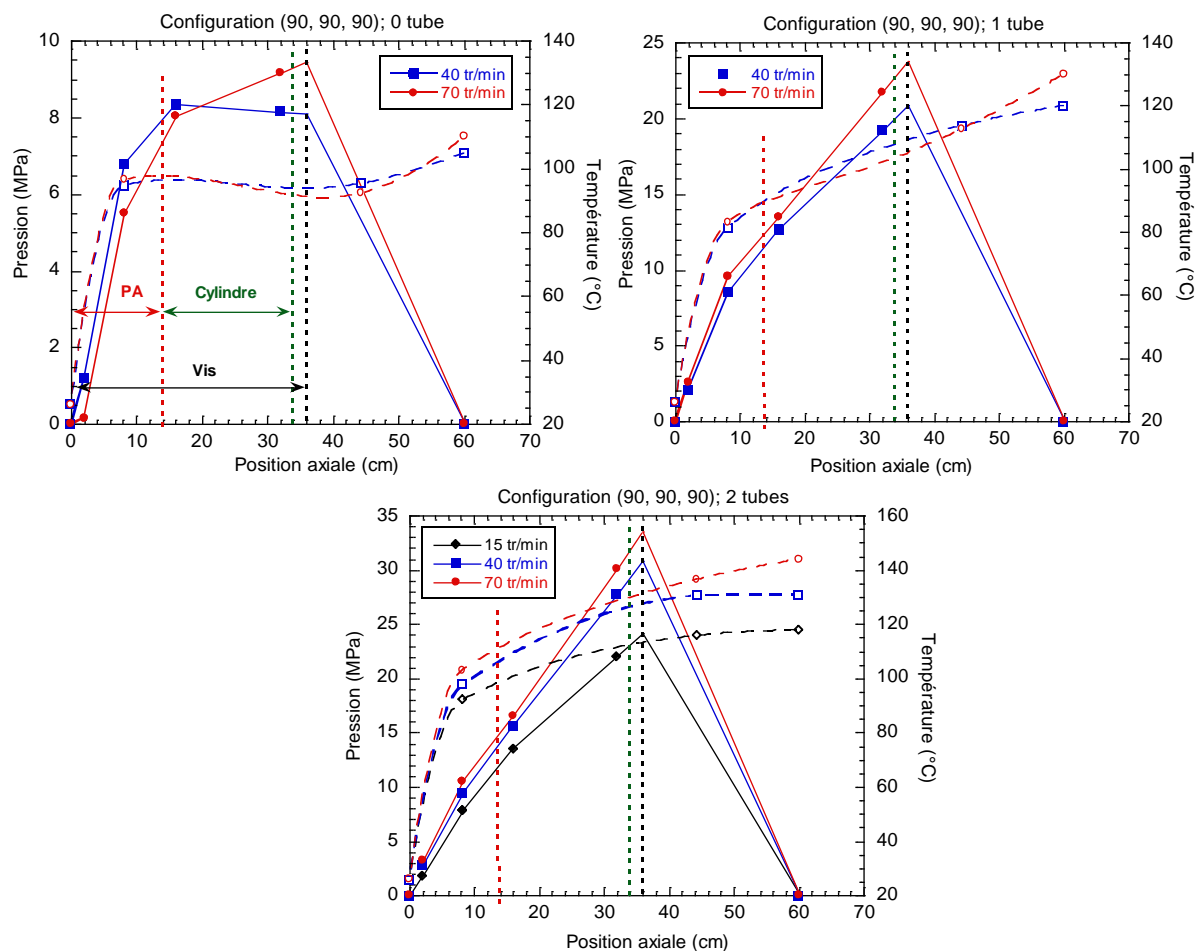 Configuration (90, 90, 90); 0 tube
Pression (MPa)
10
8
6
4
2
0
40 tr/min
70 tr/min
PA
Cylindre
Vis
140
120
100
80
60
40
20
Température (°C)
0 10 20 30 40 50 60 70
Position axiale (cm)
Configuration (90, 90, 90); 1 tube
Pression (MPa)
25
20
15
10
5
0
40 tr/min
70 tr/min
140
120
100
80
60
40
20
Température (°C)
0 10 20 30 40 50 60 70
Position axiale (cm)
Configuration (90, 90, 90); 2 tubes
Pression (MPa)
35
30
25
20
15
10
5
0
15 tr/min
40 tr/min
70 tr/min
160
140
120
100
80
60
40
20
Température (°C)
0 10 20 30 40 50 60 70
Position axiale (cm)